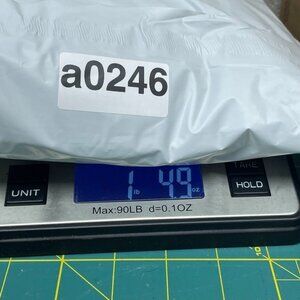 a0246
TARE
UNIT
1 lb 4.9 oz
HOLD
Max:90LB d=0.1OZ